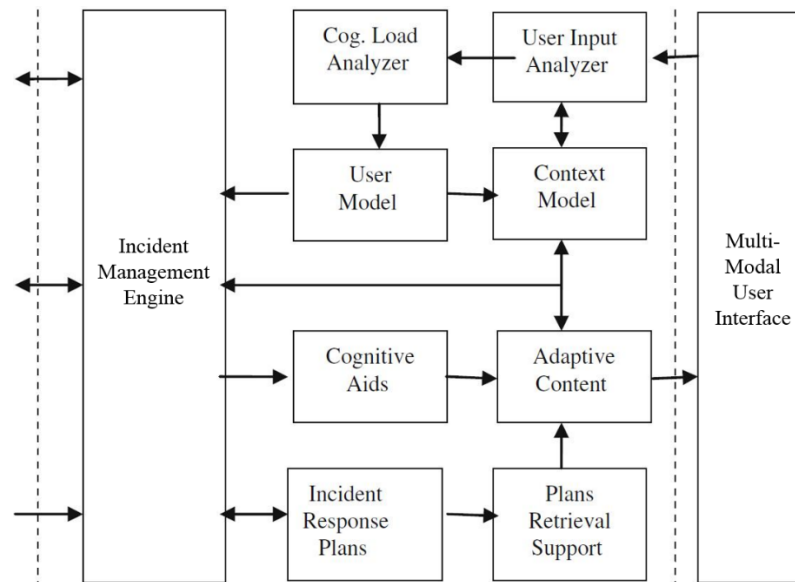 Cog. Load
Analyzer
User Input
Analyzer
User
Model
Context
Model
Incident
Management
Engine
Multi-
Modal
User
Interface
Cognitive
Aids
Adaptive
Content
Incident
Response
Plans
Plans
Retrieval
Support